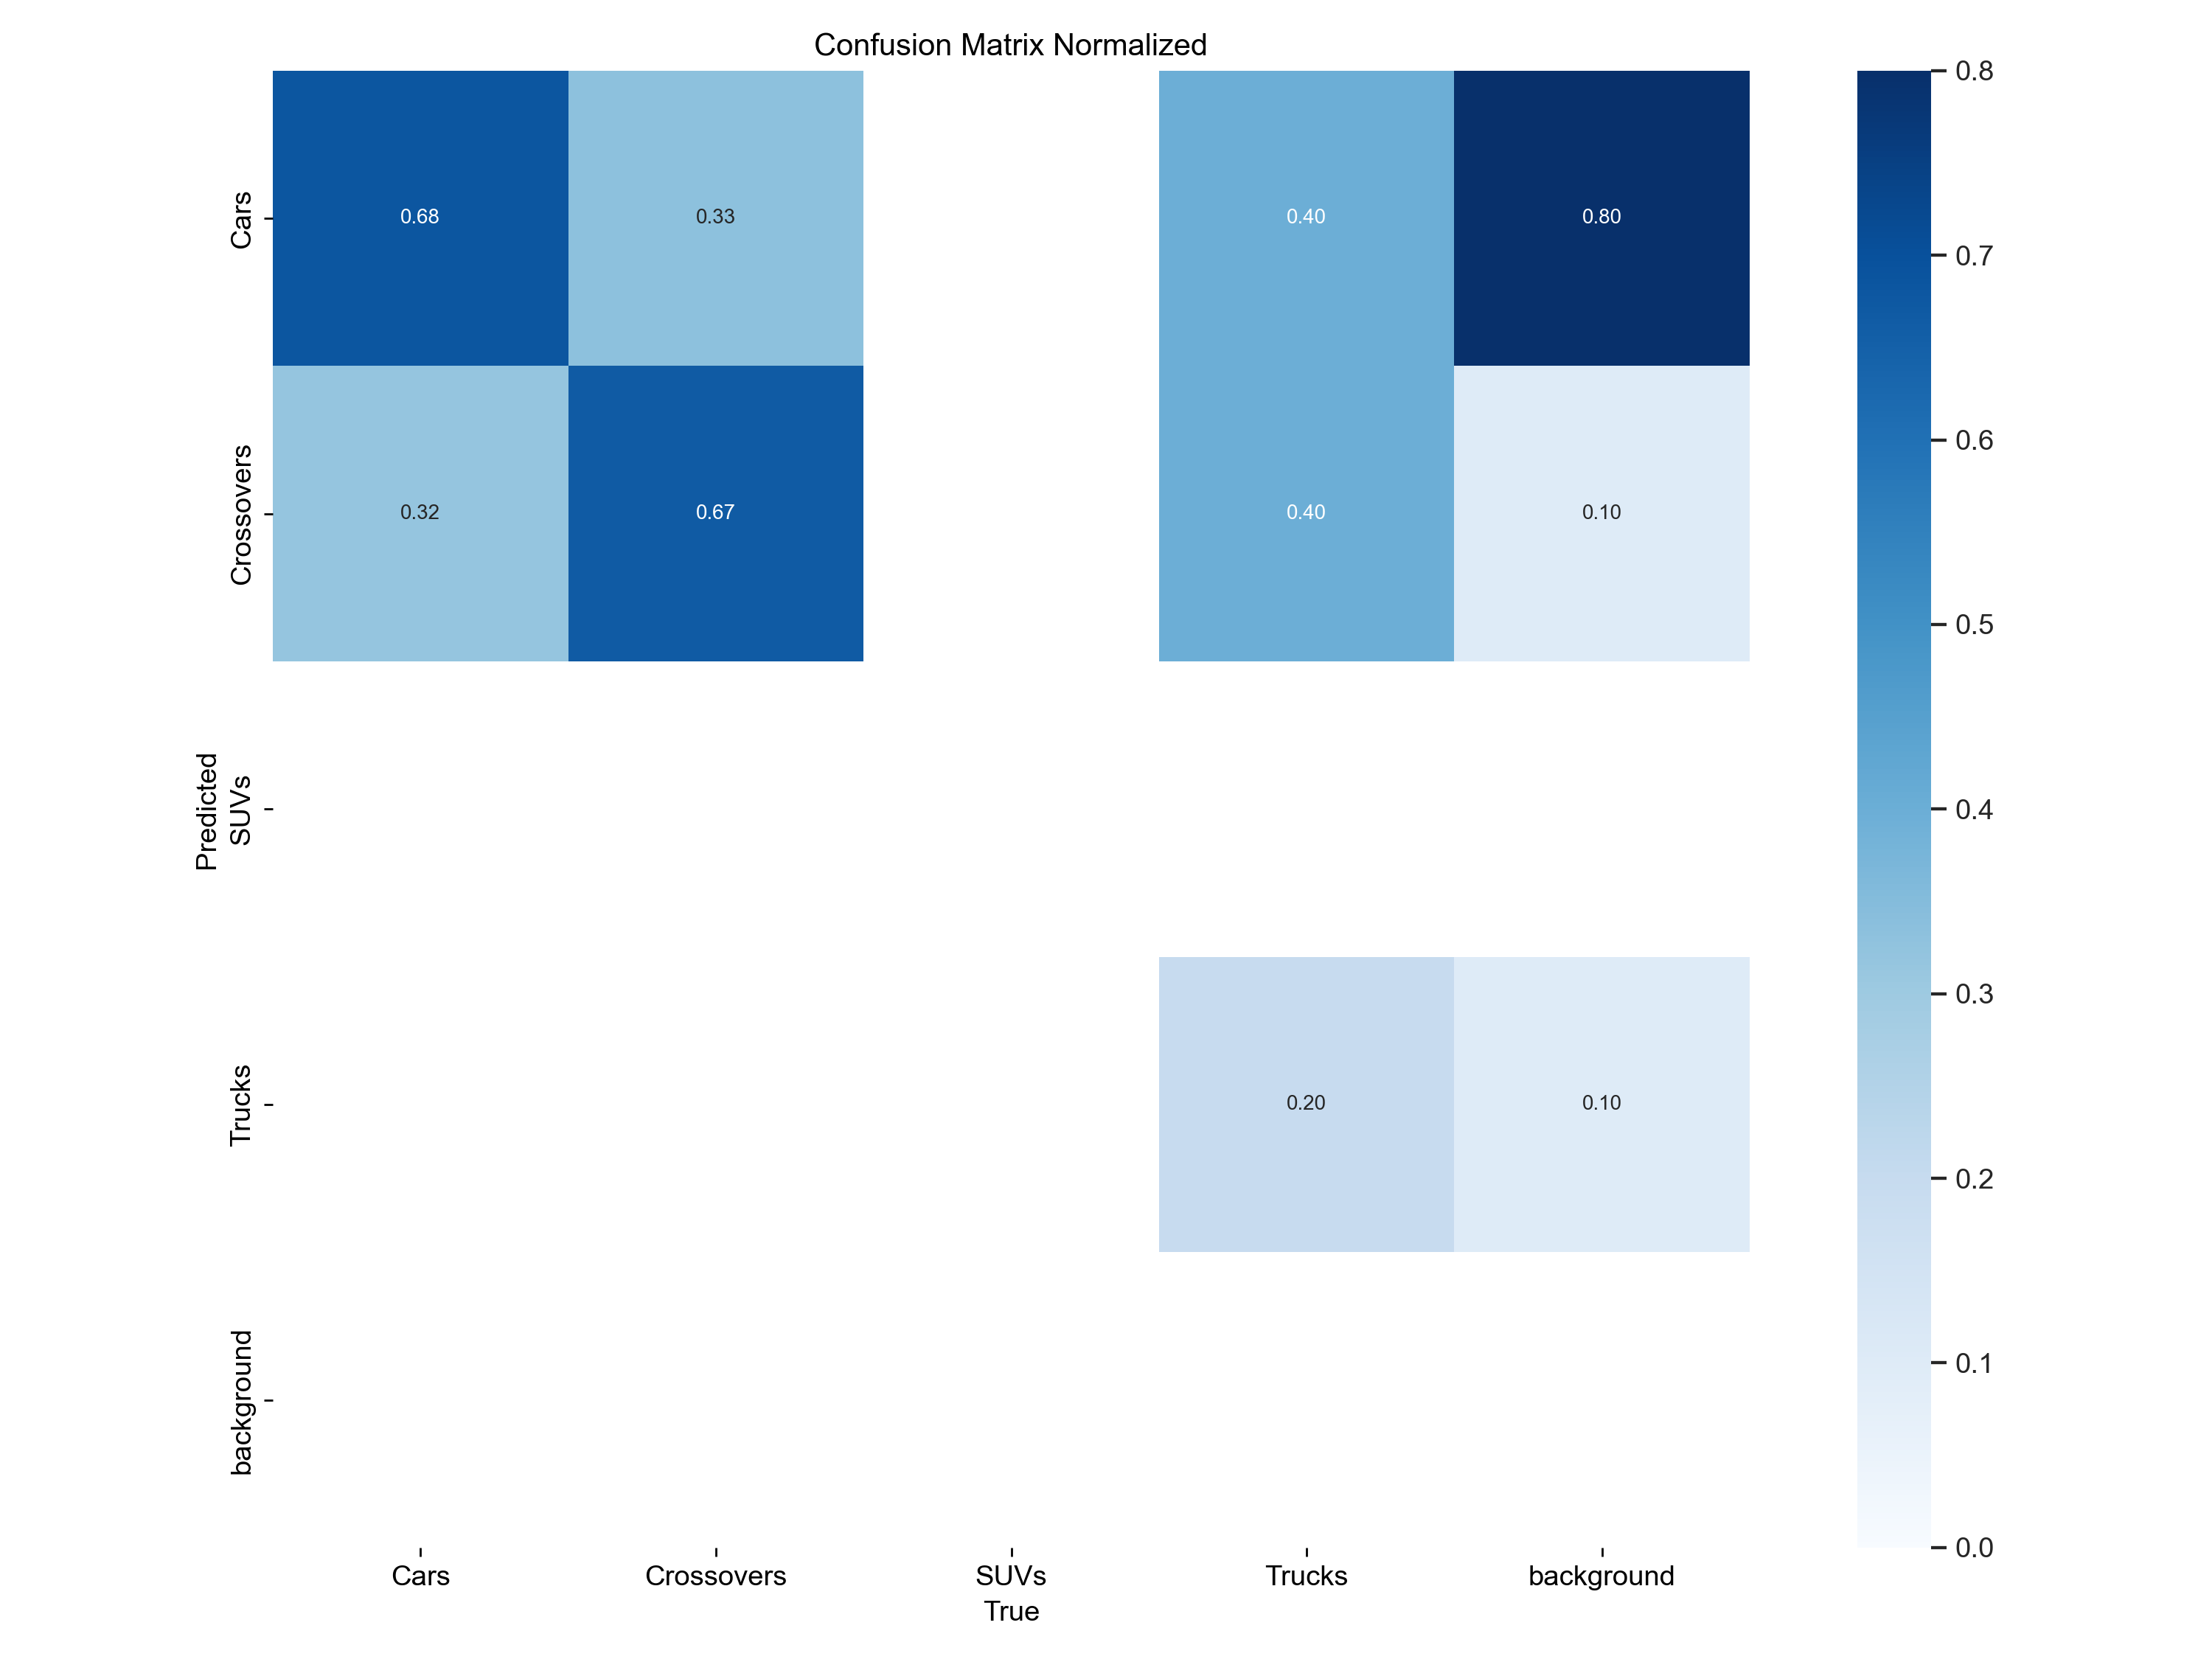 Confusion Matrix Normalized
Cars
0.68
0.33
0.40
0.80
Crossovers
0.32
0.67
0.40
0.10
Predicted
SUVs
Trucks
0.20
0.10
background
Cars
Crossovers
SUVs
Trucks
background
True
0.8
0.7
0.6
0.5
0.4
0.3
0.2
0.1
0.0